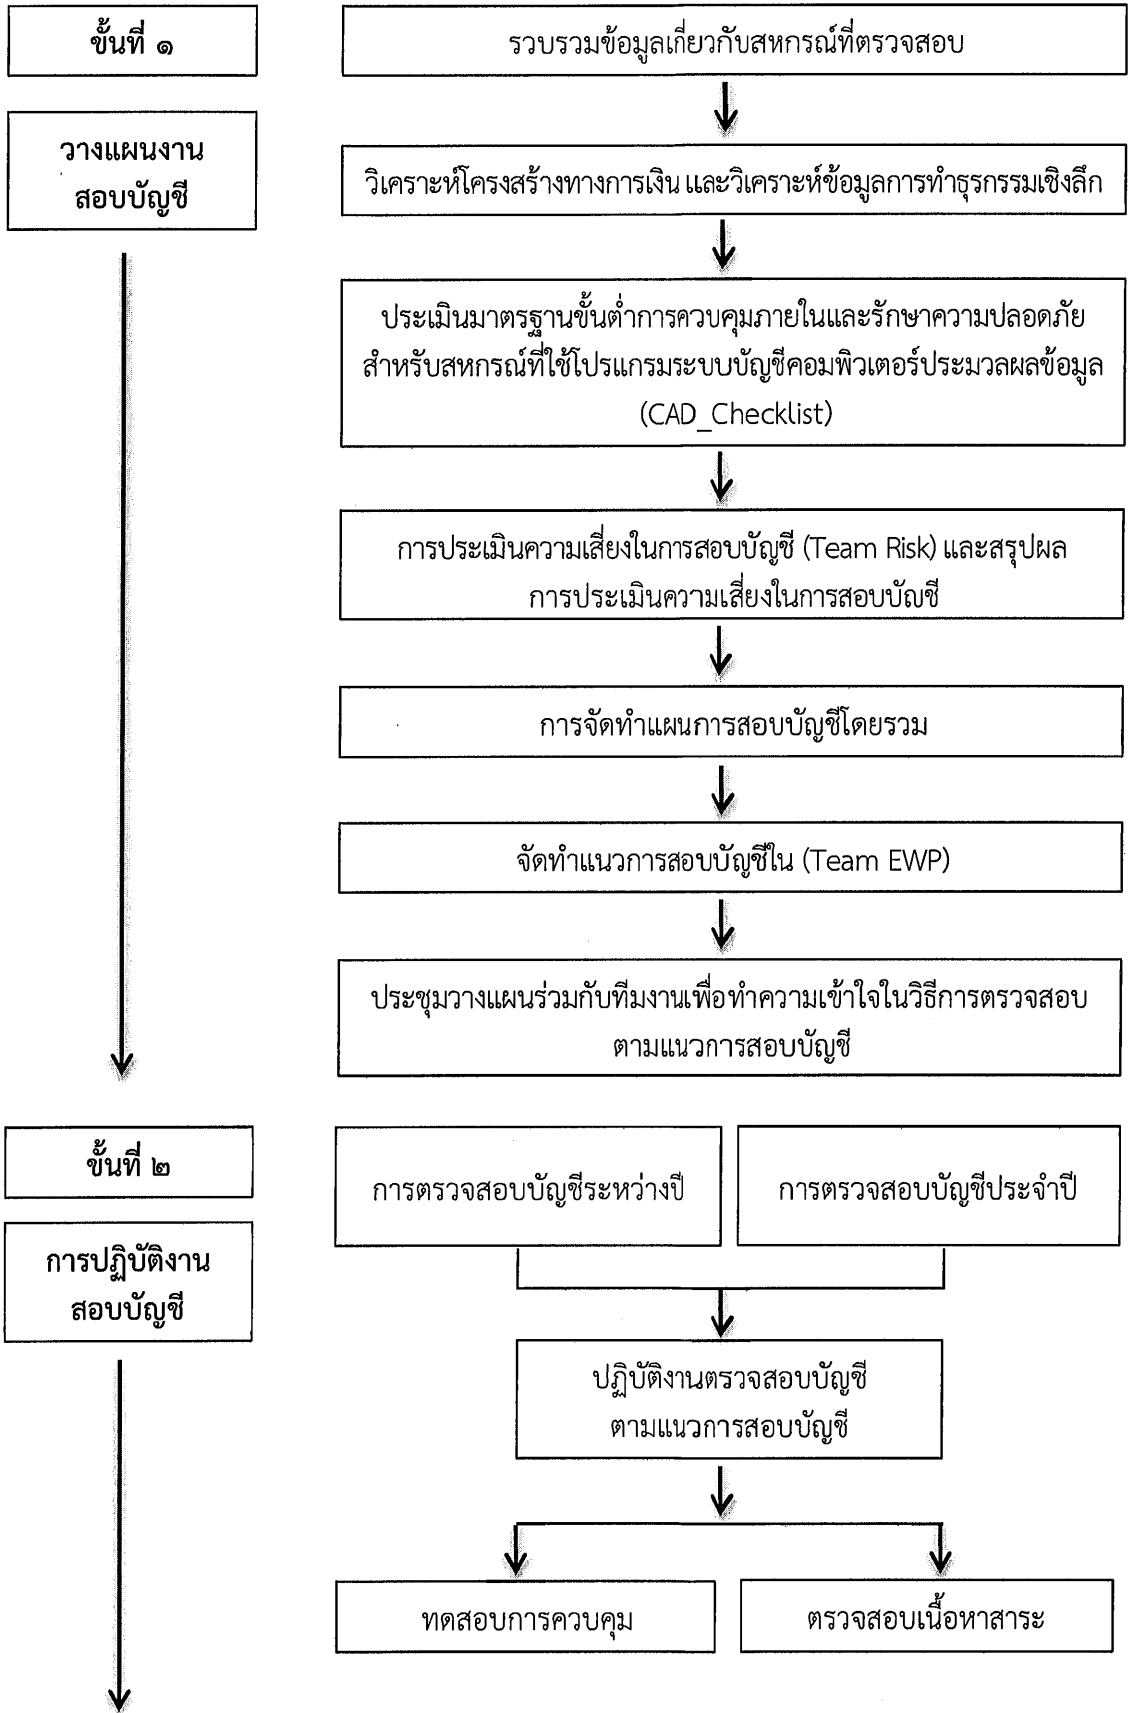 ขั้นที่ ๑
รวบรวมข้อมูลเกี่ยวกับสหกรณ์ที่ตรวจสอบ
วางแผนงาน
สอบบัญชี
วิเคราะห์โครงสร้างทางการเงิน และวิเคราะห์ข้อมูลการทำธุรกรรมเชิงลึก
ประเมินมาตรฐานขั้นต่ำการควบคุมภายในและรักษาความปลอดภัย
สำหรับสหกรณ์ที่ใช้โปรแกรมระบบบัญชีคอมพิวเตอร์ประมวลผลข้อมูล
(CAD_Checklist)
การประเมินความเสี่ยงในการสอบบัญชี (Team Risk) และสรุปผล
การประเมินความเสี่ยงในการสอบบัญชี
การจัดทำแผนการสอบบัญชีโดยรวม
จัดทำแนวการสอบบัญชีใน (Team EWP)
ประชุมวางแผนร่วมกับทีมงานเพื่อทำความเข้าใจในวิธีการตรวจสอบ
ตามแนวการสอบบัญชี
ขั้นที่ ๒
การปฏิบัติงาน
สอบบัญชี
การตรวจสอบบัญชีระหว่างปี
การตรวจสอบบัญชีประจำปี
ปฏิบัติงานตรวจสอบบัญชี
ตามแนวการสอบบัญชี
ทดสอบการควบคุม
ตรวจสอบเนื้อหาสาระ